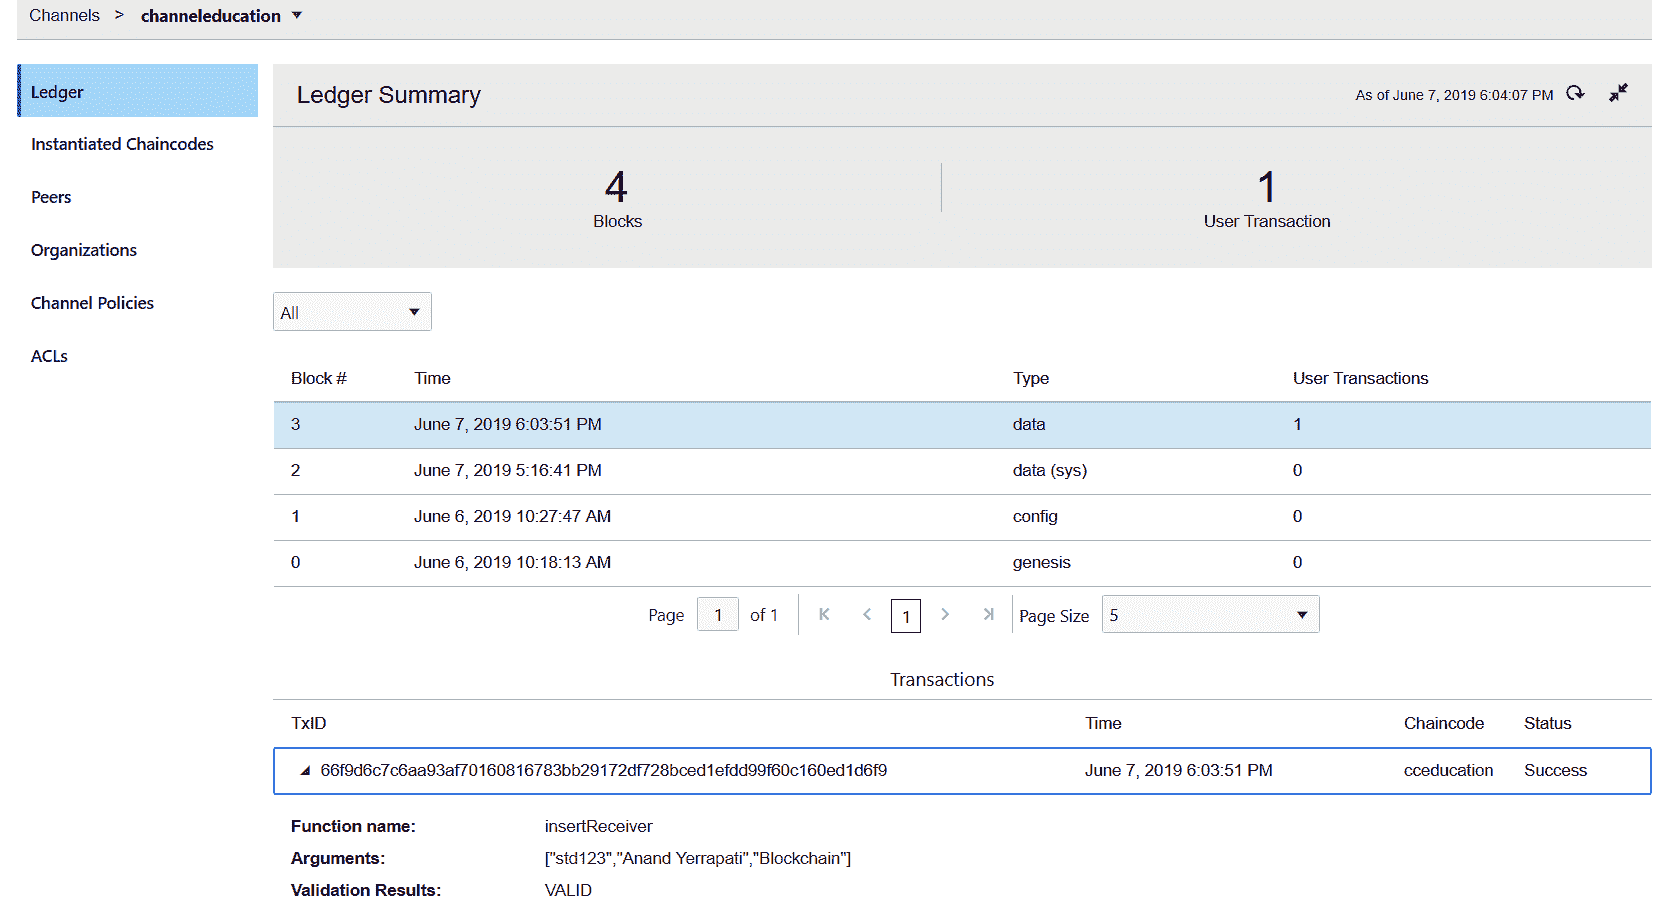 Channels > channeleducation
Ledger
Instantiated Chaincodes
Peers
Organizations
Channel Policies
ACLs
Ledger Summary
As of June 7, 2019 6:04:07 PM
4 1
Blocks User Transaction
All
Block # Time Type User Transactions
3 June 7, 2019 6:03:51 PM data 1
2 June 7, 2019 5:16:41 PM data (sys) 0
1 June 6, 2019 10:27:47 AM config 0
0 June 6, 2019 10:18:13 AM genesis 0
Page 1 of 1 1 Page Size 5
Transactions
TxID Time Chaincode Status
66f9d6c7c6aa93af70160816783bb29172df728bced1efdd99f60c160ed1d6f9 June 7, 2019 6:03:51 PM cceducation Success
Function name: insertReceiver
Arguments: ["std123","Anand Yerrapati","Blockchain"]
Validation Results: VALID